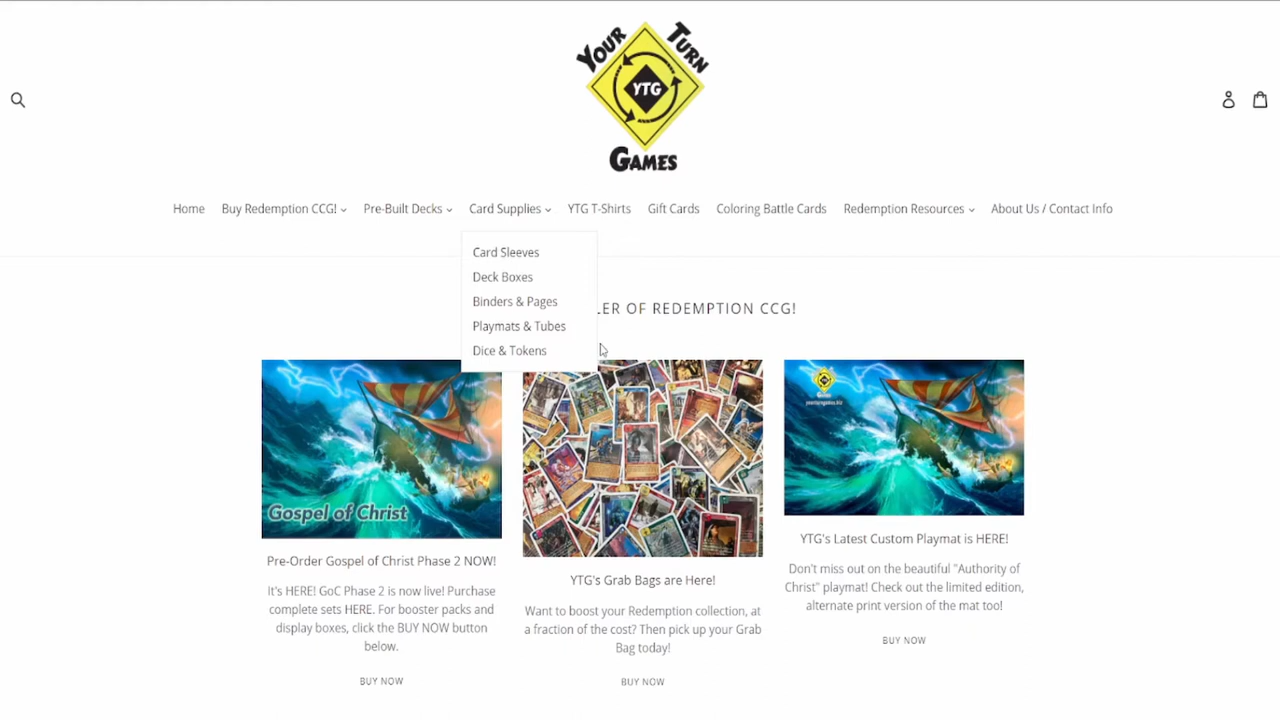 YOUR TURN
YTG
GAMES
Home
Buy Redemption CCG!
Pre-Built Decks
Card Supplies
YTG T-Shirts
Gift Cards
Coloring Battle Cards
Redemption Resources
About Us / Contact Info
Card Sleeves
Deck Boxes
Binders & Pages
Playmats & Tubes
Dice & Tokens
LER OF REDEMPTION CCG!
Gospel of Christ
Pre-Order Gospel of Christ Phase 2 NOW!
It's HERE! GoC Phase 2 is now live! Purchase
complete sets HERE. For booster packs and
display boxes, click the BUY NOW button
below.
BUY NOW
YTG's Grab Bags are Here!
Want to boost your Redemption collection, at
a fraction of the cost? Then pick up your Grab
Bag today!
BUY NOW
YTG's Latest Custom Playmat is HERE!
Don't miss out on the beautiful "Authority of
Christ" playmat! Check out the limited edition,
alternate print version of the mat too!
BUY NOW